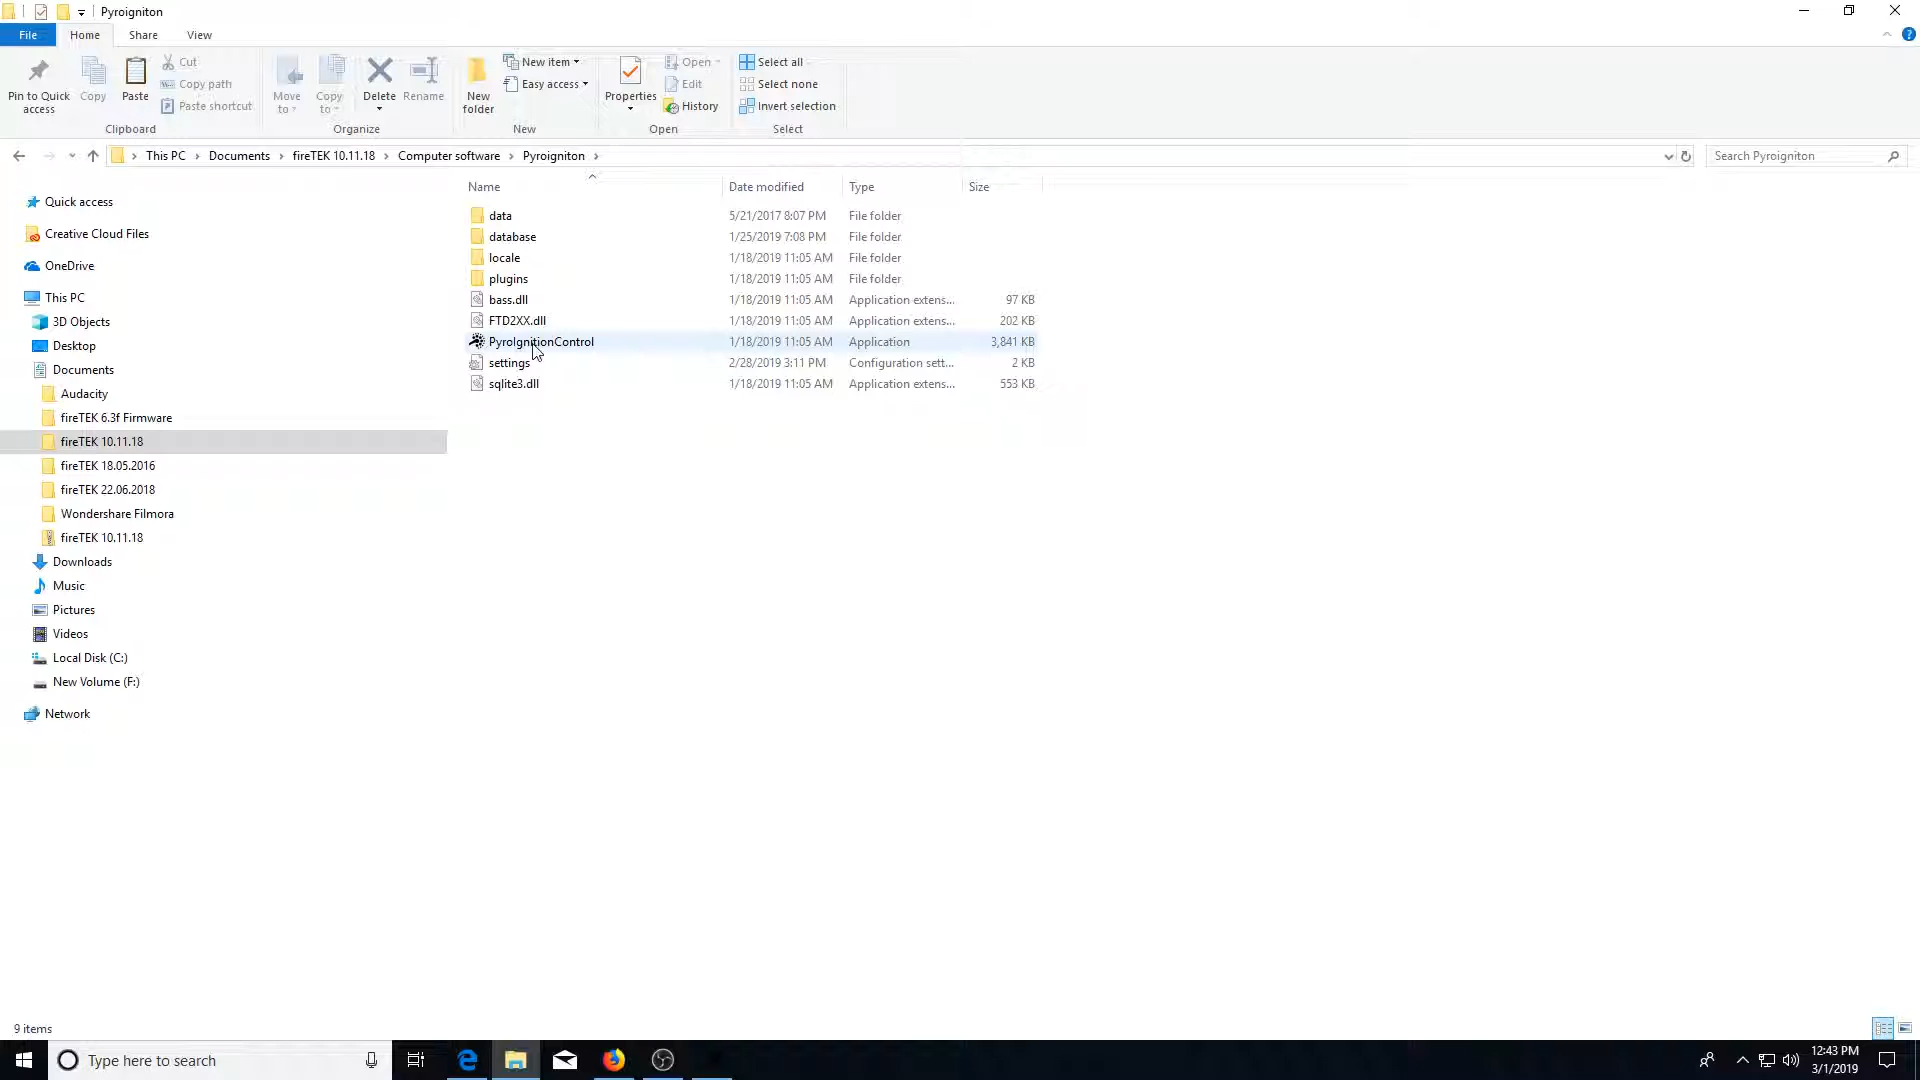 Pyroigniton
File Home Share View
Pin to Quick access
Copy
Paste
Cut
Copy path
Paste shortcut
Clipboard
Move to
Copy to
Delete
Rename
Organize
New folder
New item
Easy access
New
Properties
Open
Edit
History
Open
Select all
Select none
Invert selection
Select
This PC > Documents > fireTEK 10.11.18 > Computer software > Pyroigniton >
Search Pyroigniton
Quick access
Creative Cloud Files
OneDrive
This PC
3D Objects
Desktop
Documents
Audacity
fireTEK 6.3f Firmware
fireTEK 10.11.18
fireTEK 18.05.2016
fireTEK 22.06.2018
Wondershare Filmora
fireTEK 10.11.18
Downloads
Music
Pictures
Videos
Local Disk (C:)
New Volume (F:)
Network
Name Date modified Type Size
data 5/21/2017 8:07 PM File folder
database 1/25/2019 7:08 PM File folder
locale 1/18/2019 11:05 AM File folder
plugins 1/18/2019 11:05 AM File folder
bass.dll 1/18/2019 11:05 AM Application extens... 97 KB
FTD2XX.dll 1/18/2019 11:05 AM Application extens... 202 KB
PyroIgnitionControl 1/18/2019 11:05 AM Application 3,841 KB
settings 2/28/2019 3:11 PM Configuration sett... 2 KB
sqlite3.dll 1/18/2019 11:05 AM Application extens... 553 KB
9 items
Type here to search
12:43 PM
3/1/2019